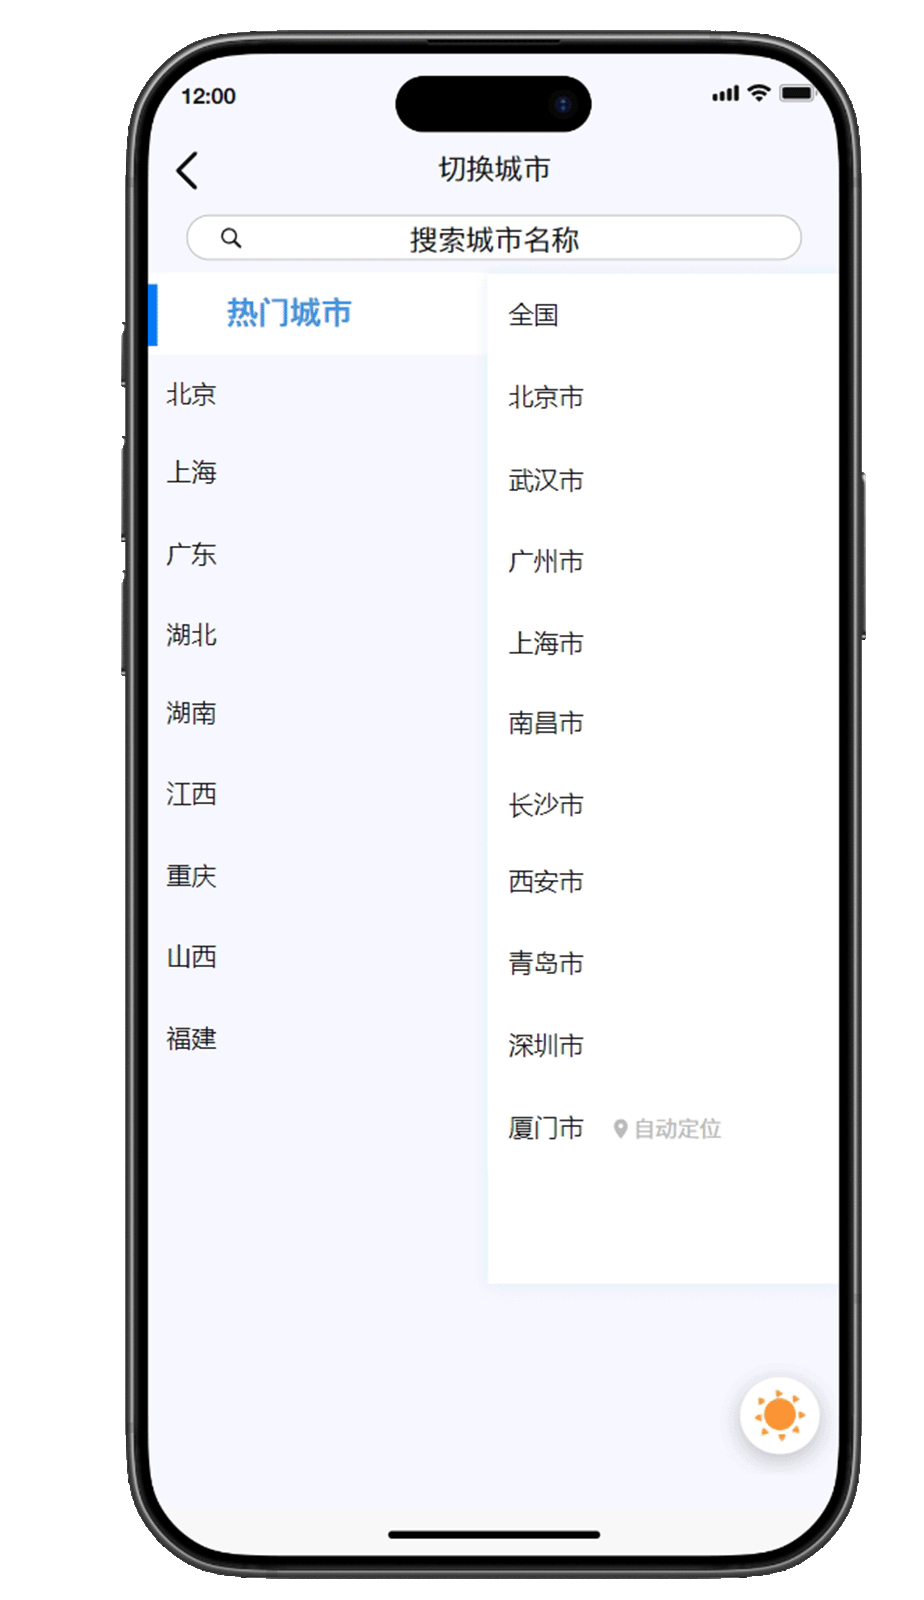 12:00
切换城市
搜索城市名称
热门城市
北京
上海
广东
湖北
湖南
江西
重庆
山西
福建
全国
北京市
武汉市
广州市
上海市
南昌市
长沙市
西安市
青岛市
深圳市
厦门市 自动定位